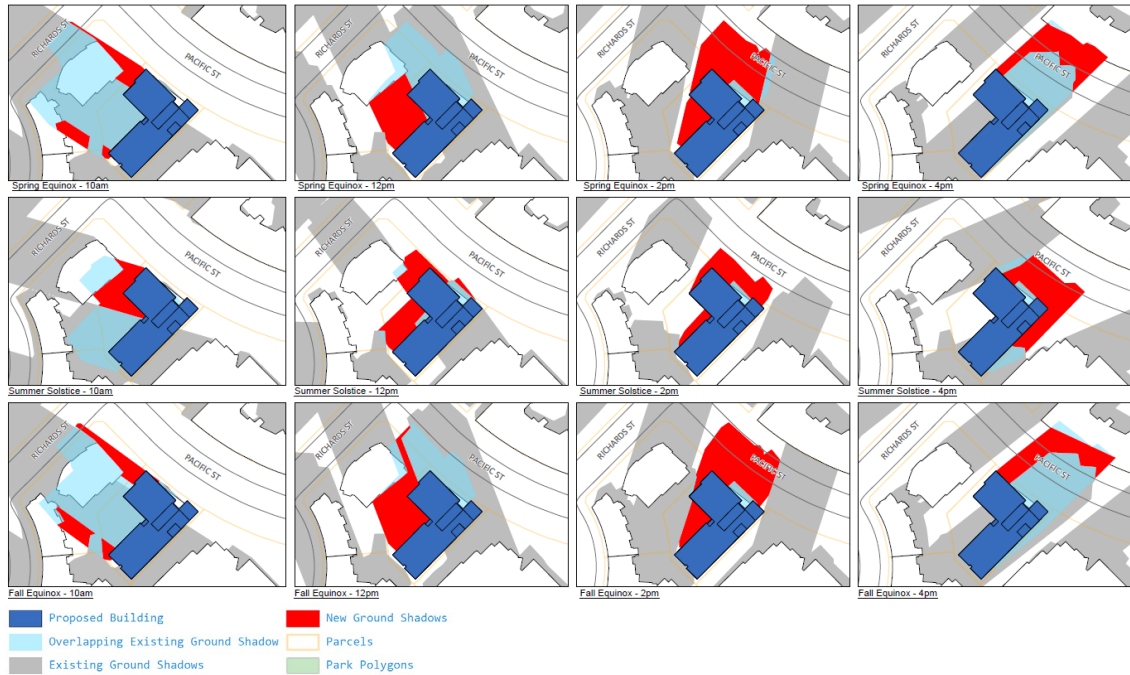 RICHARDS ST
PACIFIC ST
Spring Equinox - 10am
RICHARDS ST
PACIFIC ST
Spring Equinox - 12pm
RICHARDS ST
PACIFIC ST
Spring Equinox - 2pm
RICHARDS ST
PACIFIC ST
Spring Equinox - 4pm
RICHARDS ST
PACIFIC ST
Summer Solstice - 10am
RICHARDS ST
PACIFIC ST
Summer Solstice - 12pm
RICHARDS ST
PACIFIC ST
Summer Solstice - 2pm
RICHARDS ST
PACIFIC ST
Summer Solstice - 4pm
RICHARDS ST
PACIFIC ST
Fall Equinox - 10am
RICHARDS ST
PACIFIC ST
Fall Equinox - 12pm
RICHARDS ST
PACIFIC ST
Fall Equinox - 2pm
RICHARDS ST
PACIFIC ST
Fall Equinox - 4pm
Proposed Building
New Ground Shadows
Overlapping Existing Ground Shadow
Parcels
Existing Ground Shadows
Park Polygons